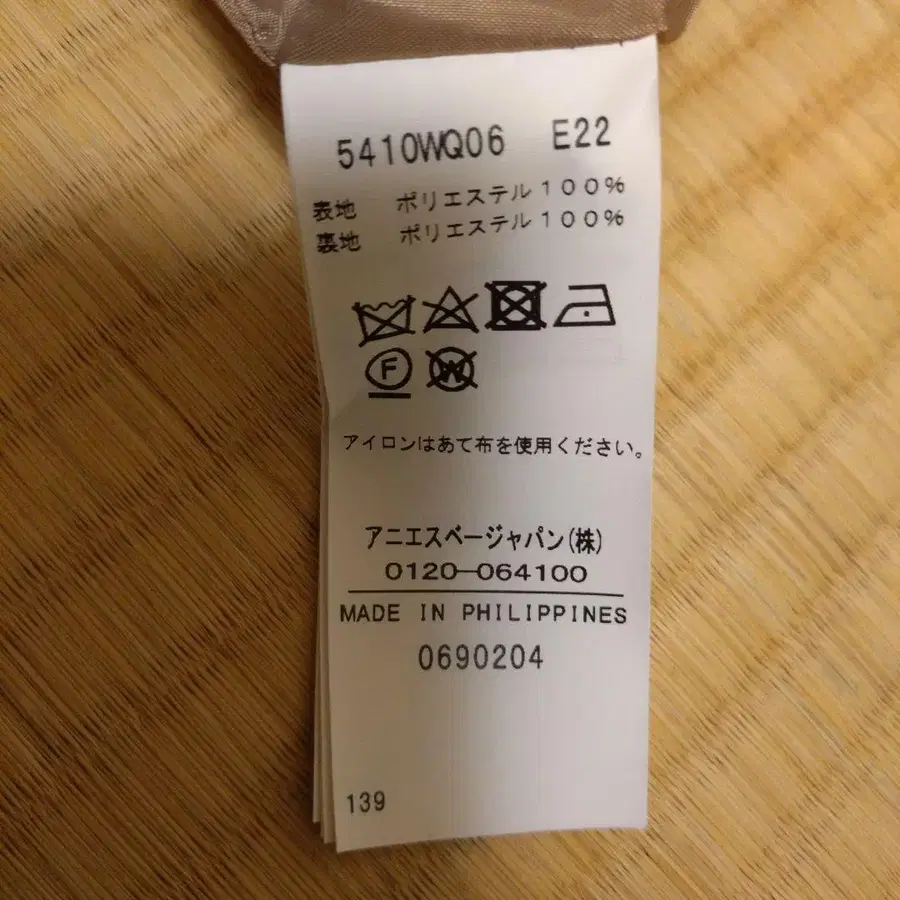 5410WQ06 E22
表地 ポリエステル100%
裏地 ポリエステル100%
F W
アイロンはあて布を使用ください。
アニエスベージャパン(株)
0120-064100
MADE IN PHILIPPINES
0690204
139